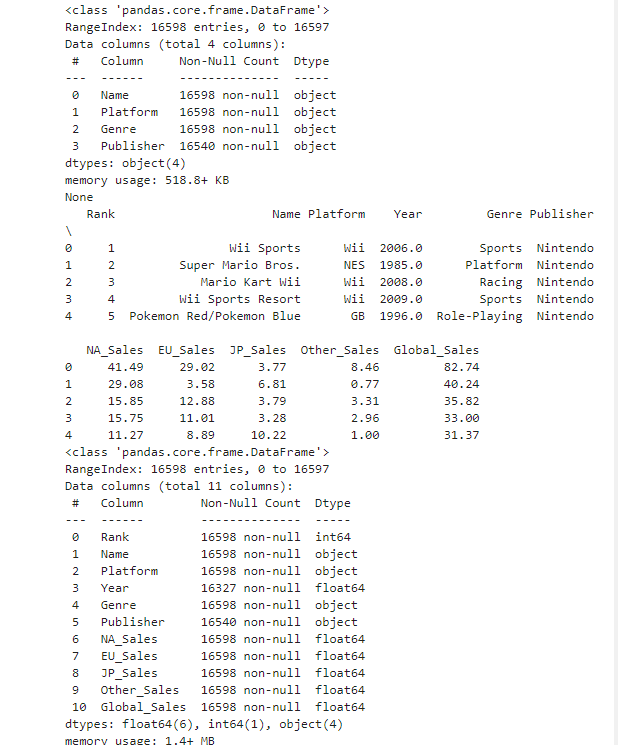 <class 'pandas.core.frame.DataFrame'>
RangeIndex: 16598 entries, 0 to 16597
Data columns (total 4 columns):
 #   Column     Non-Null Count  Dtype
---  ------     --------------  -----
 0   Name       16598 non-null  object
 1   Platform   16598 non-null  object
 2   Genre      16598 non-null  object
 3   Publisher  16540 non-null  object
dtypes: object(4)
memory usage: 518.8+ KB
None
   Rank                      Name Platform    Year         Genre Publisher
\
0     1                Wii Sports      Wii  2006.0        Sports  Nintendo
1     2         Super Mario Bros.      NES  1985.0      Platform  Nintendo
2     3            Mario Kart Wii      Wii  2008.0        Racing  Nintendo
3     4         Wii Sports Resort      Wii  2009.0        Sports  Nintendo
4     5  Pokemon Red/Pokemon Blue       GB  1996.0  Role-Playing  Nintendo
   NA_Sales  EU_Sales  JP_Sales  Other_Sales  Global_Sales
0     41.49     29.02      3.77         8.46         82.74
1     29.08      3.58      6.81         0.77         40.24
2     15.85     12.88      3.79         3.31         35.82
3     15.75     11.01      3.28         2.96         33.00
4     11.27      8.89     10.22         1.00         31.37
<class 'pandas.core.frame.DataFrame'>
RangeIndex: 16598 entries, 0 to 16597
Data columns (total 11 columns):
 #   Column        Non-Null Count  Dtype
---  ------        --------------  -----
 0   Rank          16598 non-null  int64
 1   Name          16598 non-null  object
 2   Platform      16598 non-null  object
 3   Year          16327 non-null  float64
 4   Genre         16598 non-null  object
 5   Publisher     16540 non-null  object
 6   NA_Sales      16598 non-null  float64
 7   EU_Sales      16598 non-null  float64
 8   JP_Sales      16598 non-null  float64
 9   Other_Sales   16598 non-null  float64
 10  Global_Sales  16598 non-null  float64
dtypes: float64(6), int64(1), object(4)
memory usage: 1.4+ MB